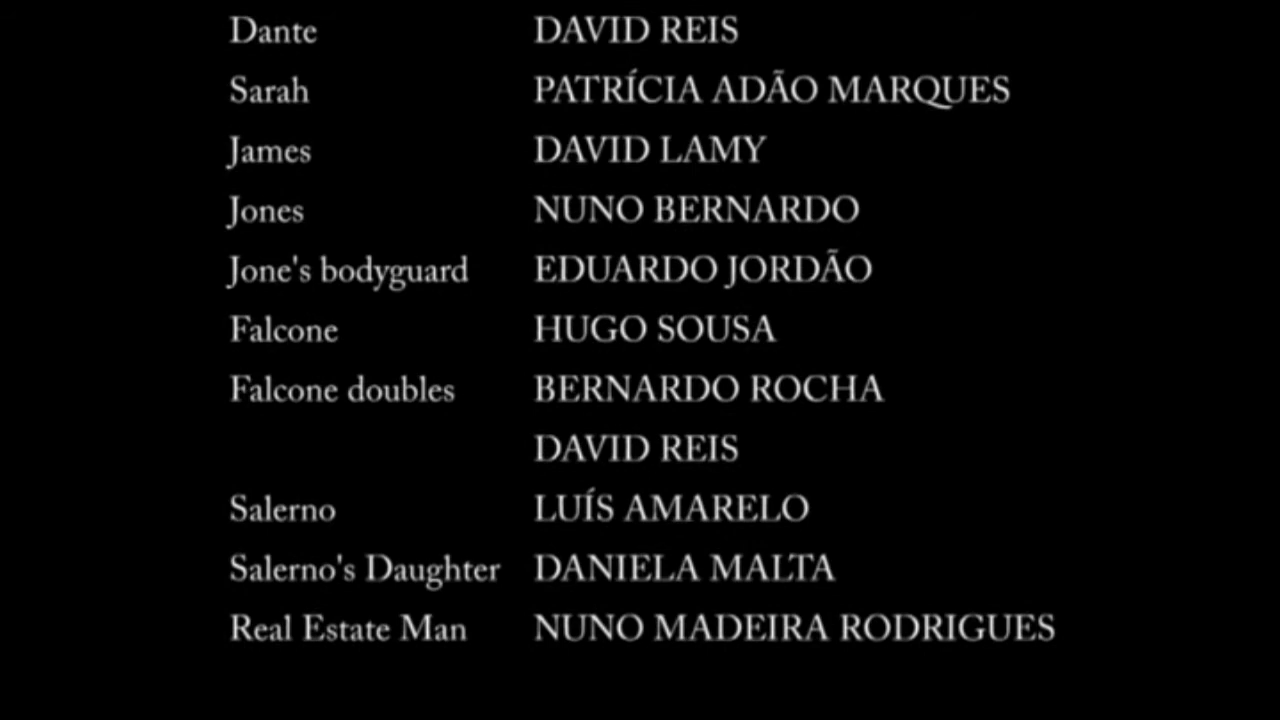 Dante DAVID REIS
Sarah PATRÍCIA ADÃO MARQUES
James DAVID LAMY
Jones NUNO BERNARDO
Jone's bodyguard EDUARDO JORDÃO
Falcone HUGO SOUSA
Falcone doubles BERNARDO ROCHA
DAVID REIS
Salerno LUÍS AMARELO
Salerno's Daughter DANIELA MALTA
Real Estate Man NUNO MADEIRA RODRIGUES